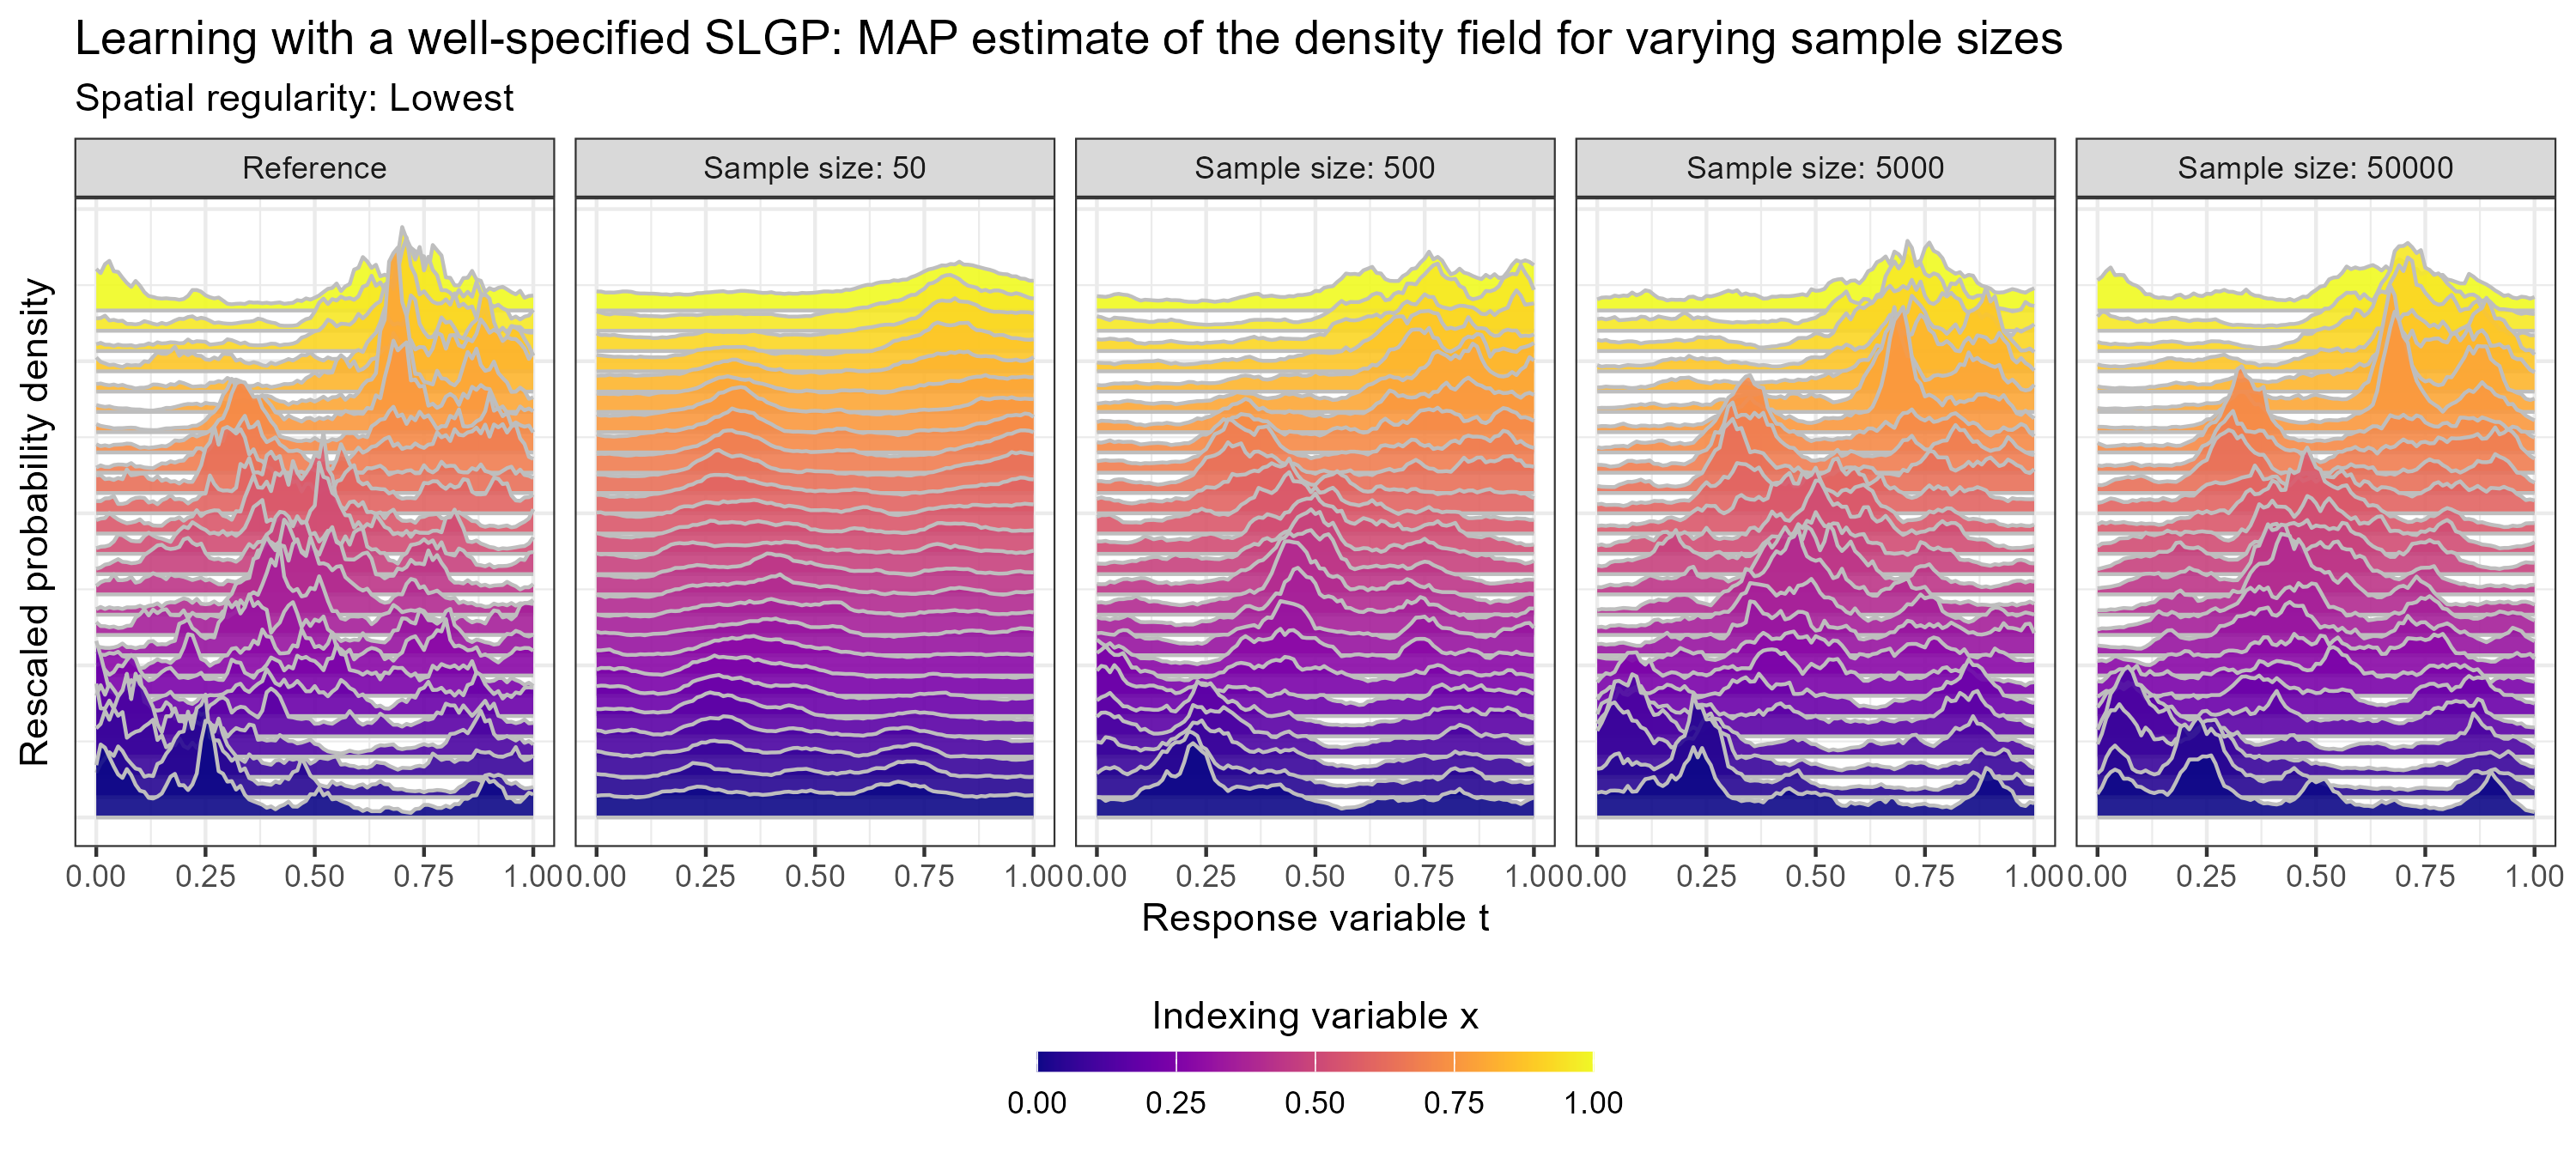 Learning with a well-specified SLGP: MAP estimate of the density field for varying sample sizes
Spatial regularity: Lowest
Reference
Sample size: 50
Sample size: 500
Sample size: 5000
Sample size: 50000
Rescaled probability density
0.00 0.25 0.50 0.75 1.00
0.00 0.25 0.50 0.75 1.00
0.00 0.25 0.50 0.75 1.00
0.00 0.25 0.50 0.75 1.00
0.00 0.25 0.50 0.75 1.00
Response variable t
Indexing variable x
0.00 0.25 0.50 0.75 1.00